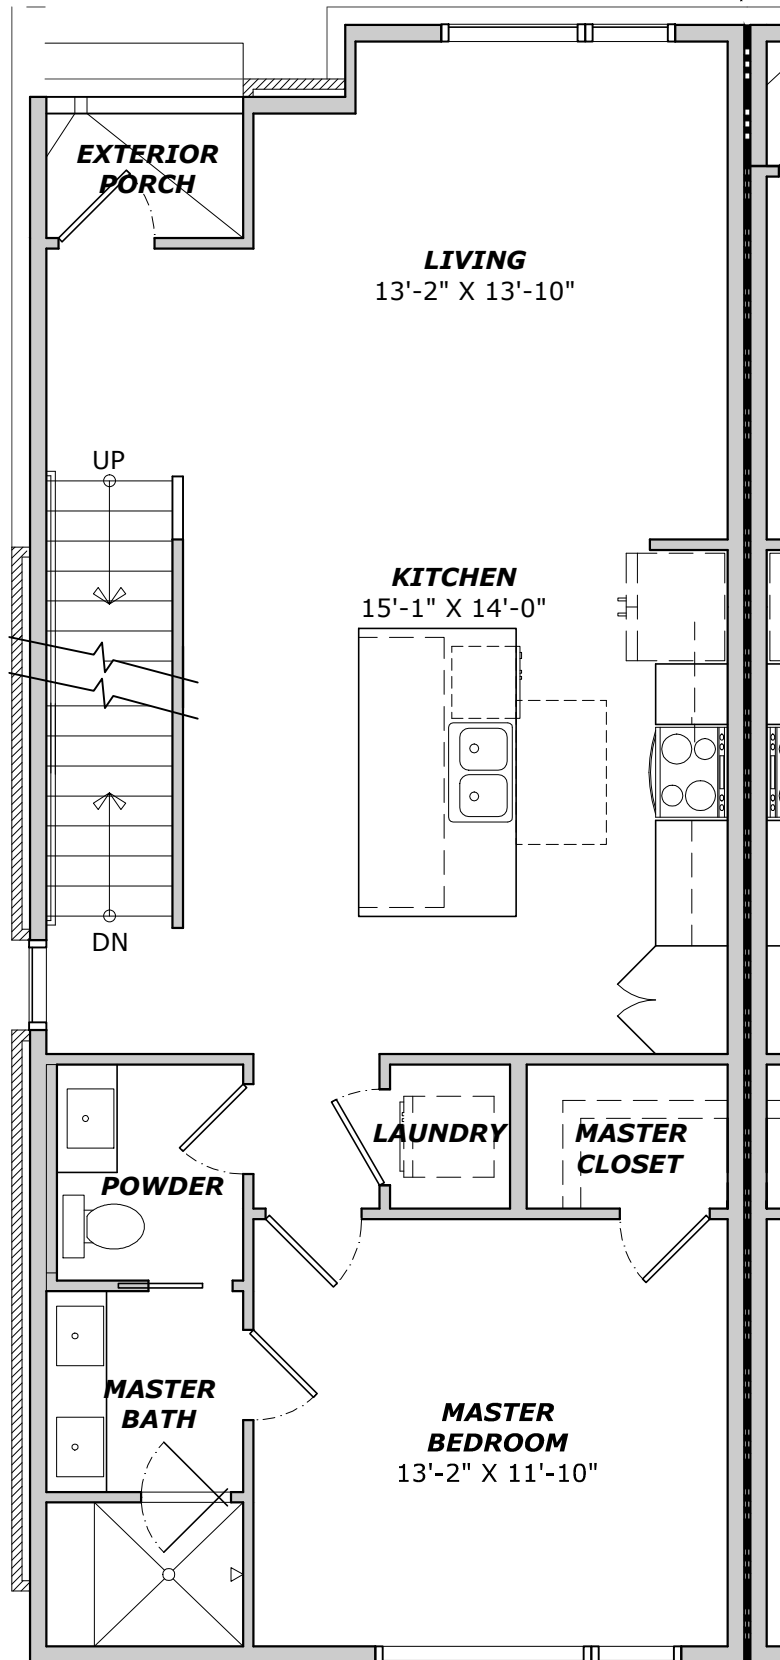 EXTERIOR
PORCH
LIVING
13'-2" X 13'-10"
UP
KITCHEN
15'-1" X 14'-0"
DN
LAUNDRY
MASTER
CLOSET
POWDER
MASTER
BATH
MASTER
BEDROOM
13'-2" X 11'-10"